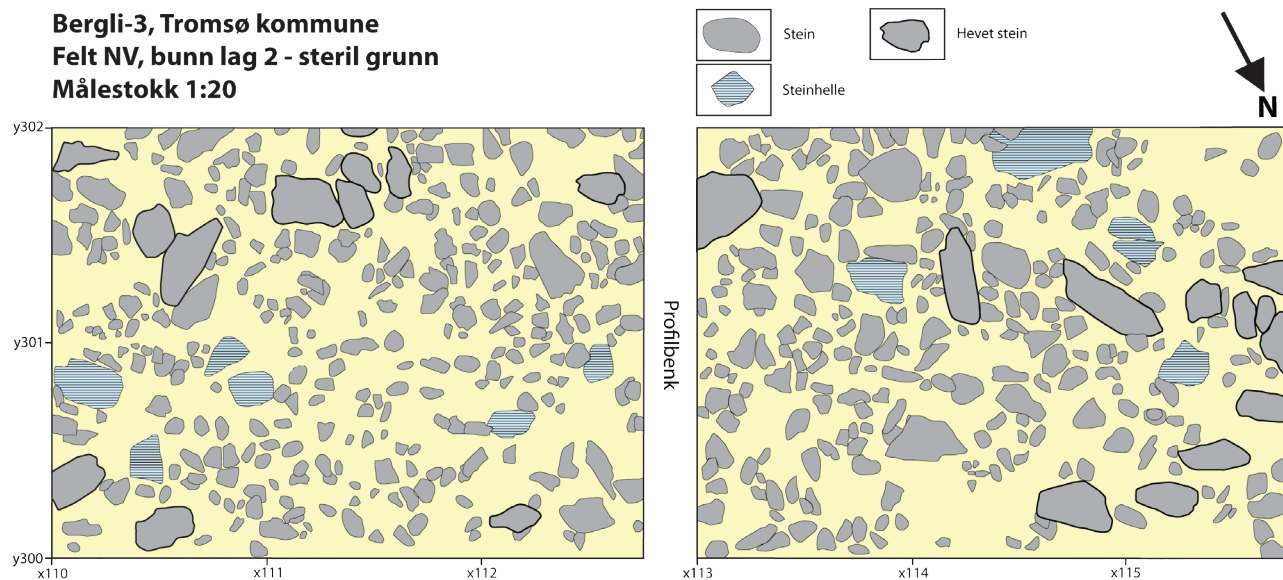 Bergli-3, Tromsø kommune
Felt NV, bunn lag 2 - steril grunn
Målestokk 1:20
Stein
Hevet stein
Steinhelle
N
y302
y301
y300
Profilbenk
x110
x111
x112
x113
x114
x115